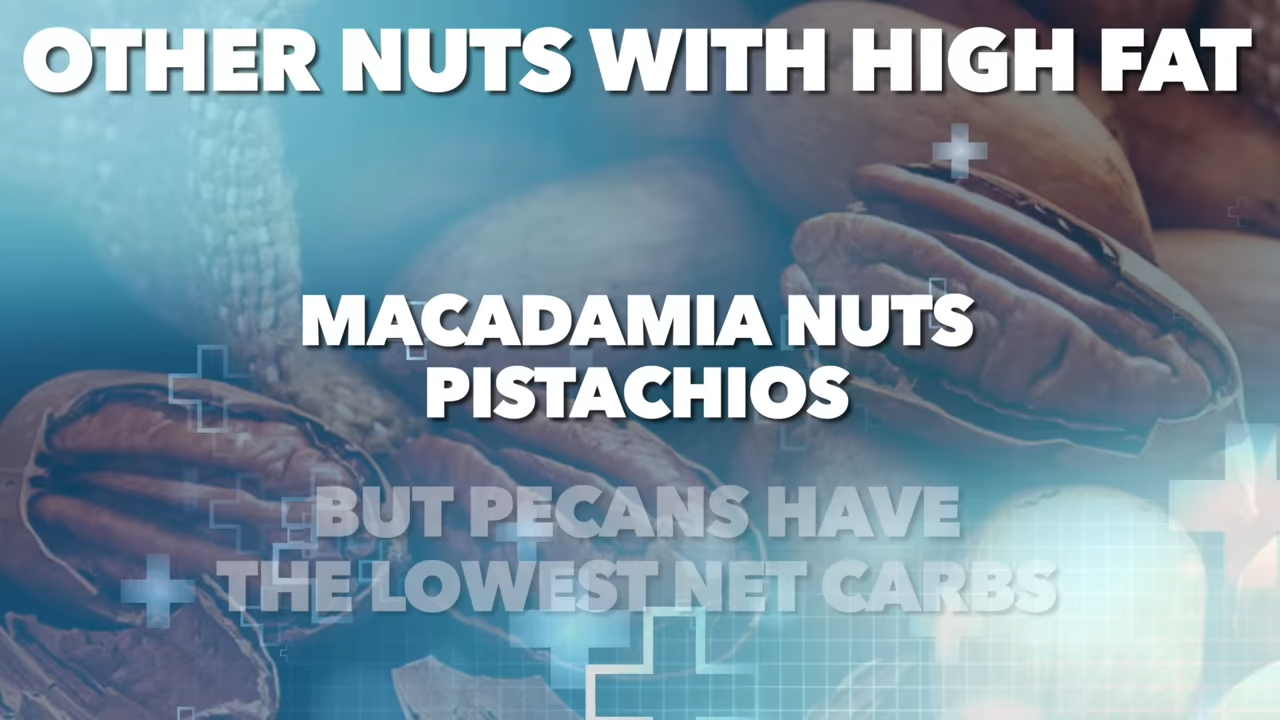 OTHER NUTS WITH HIGH FAT
MACADAMIA NUTS
PISTACHIOS
BUT PECANS HAVE
THE LOWEST NET CARBS